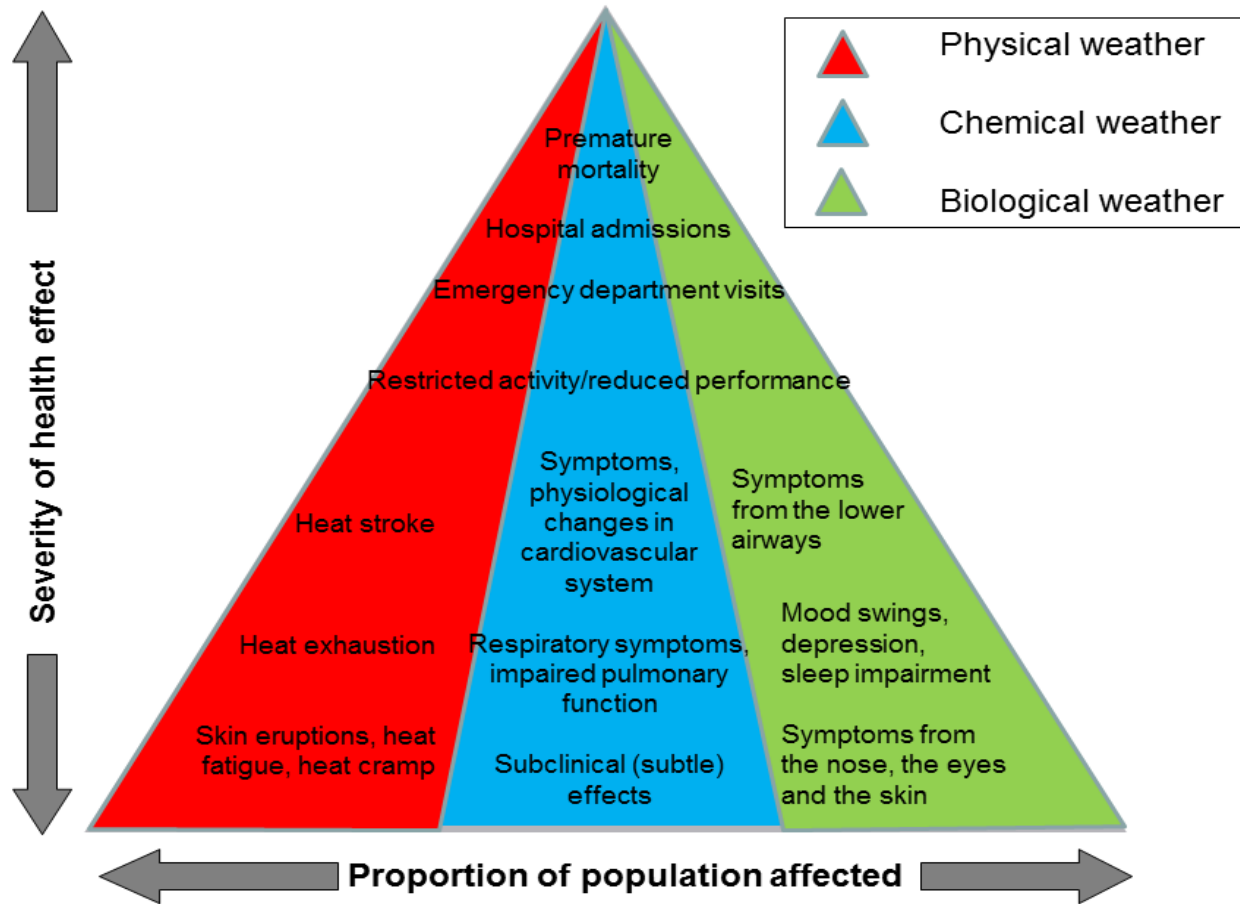 Physical weather
Chemical weather
Biological weather
Severity of health effect
Premature
mortality
Hospital admissions
Emergency department visits
Restricted activity/reduced performance
Heat stroke
Heat exhaustion
Skin eruptions, heat
fatigue, heat cramp
Symptoms,
physiological
changes in
cardiovascular
system
Respiratory symptoms,
impaired pulmonary
function
Subclinical (subtle)
effects
Symptoms
from the lower
airways
Mood swings,
depression,
sleep impairment
Symptoms from
the nose, the eyes
and the skin
Proportion of population affected